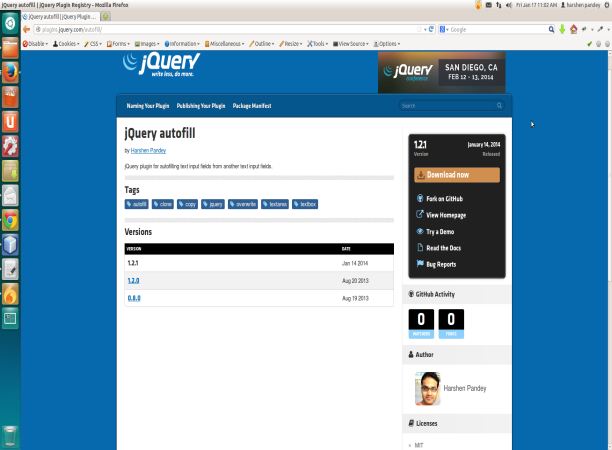 jQuery autofill | jQuery Plugin Registry - Mozilla Firefox
Fri Jan 17 11:02 AM
harshen pandey
jQuery autofill | jQuery Plugin...
plugins.jquery.com/autofill/
Google
Disable
Cookies
CSS
Forms
Images
Information
Miscellaneous
Outline
Resize
Tools
View Source
Options
jQuery
write less, do more.
jQuery
conference
SAN DIEGO, CA
FEB 12 - 13, 2014
Naming Your Plugin
Publishing Your Plugin
Package Manifest
Search
jQuery autofill
by Harshen Pandey
jQuery plugin for autofilling text input fields from another text input fields.
Tags
autofill
clone
copy
jquery
overwrite
textarea
textbox
Versions
VERSION
DATE
1.2.1
Jan 14 2014
1.2.0
Aug 20 2013
0.8.0
Aug 19 2013
1.2.1
January 14, 2014
Version
Released
Download now
Fork on GitHub
View Homepage
Try a Demo
Read the Docs
Bug Reports
GitHub Activity
0
0
WATCHERS
FORKS
Author
Harshen Pandey
Licenses
MIT